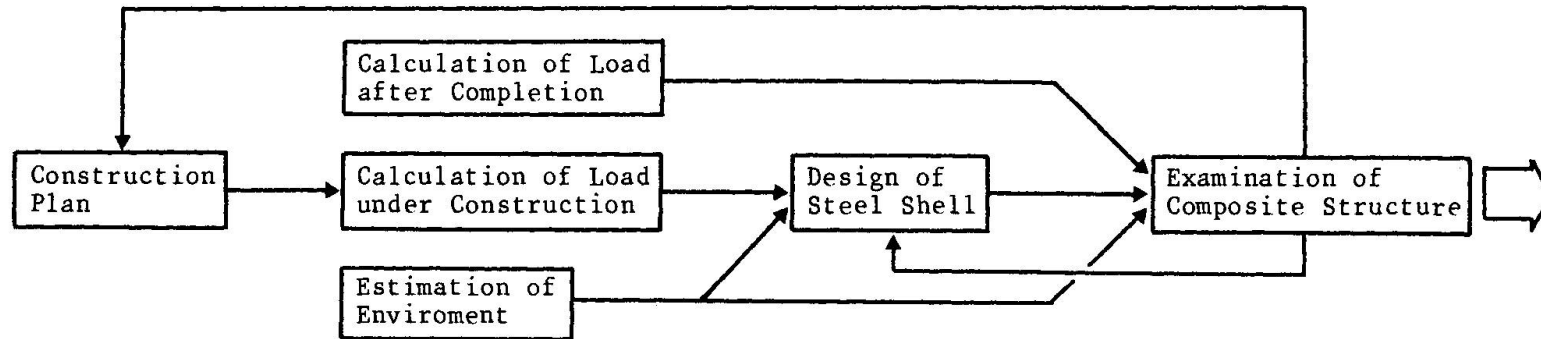 Calculation of Load
after Completion
Construction
Plan
Calculation of Load
under Construction
Design of
Steel Shell
Examination of
Composite Structure
Estimation of
Enviroment